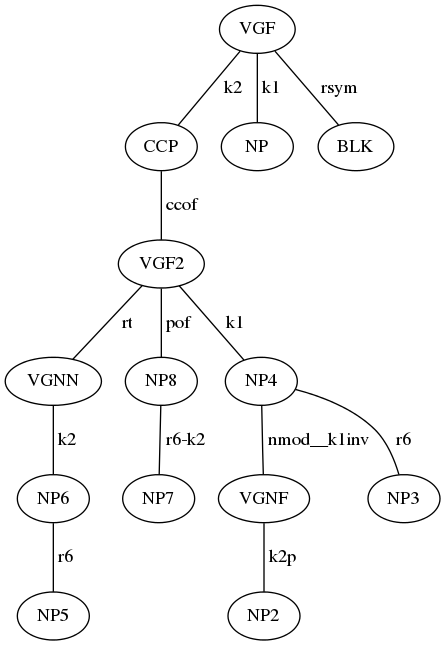 VGF
k2 k1 rsym
CCP NP BLK
ccof
VGF2
rt pof k1
VGNN NP8 NP4
k2 r6-k2 nmod__k1inv r6
NP6 NP7 VGNF NP3
r6 k2p
NP5 NP2